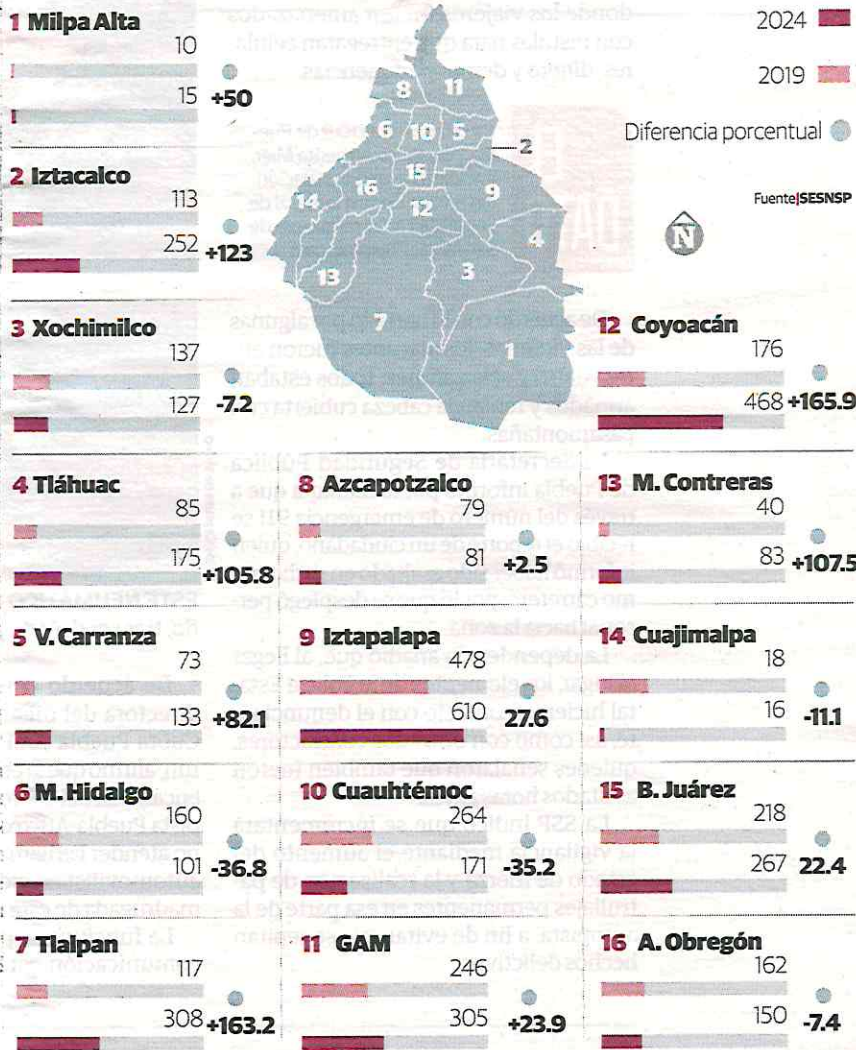 1 Milpa Alta
10
15 +50
2 Iztacalco
113
252 +123
3 Xochimilco
137
127 -7.2
4 Tláhuac
85
175 +105.8
5 V. Carranza
73
133 +82.1
6 M. Hidalgo
160
101 -36.8
7 Tlalpan
117
308 +163.2
8 Azcapotzalco
79
81 +2.5
9 Iztapalapa
478
610 27.6
10 Cuauhtémoc
264
171 -35.2
11 GAM
246
305 +23.9
2024
2019
Diferencia porcentual
Fuente|SESNSP
N
11
8
6 10 5
2
15
16 9
14 12
4
13 3
7
1
12 Coyoacán
176
468 +165.9
13 M. Contreras
40
83 +107.5
14 Cuajimalpa
18
16 -11.1
15 B. Juárez
218
267 22.4
16 A. Obregón
162
150 -7.4